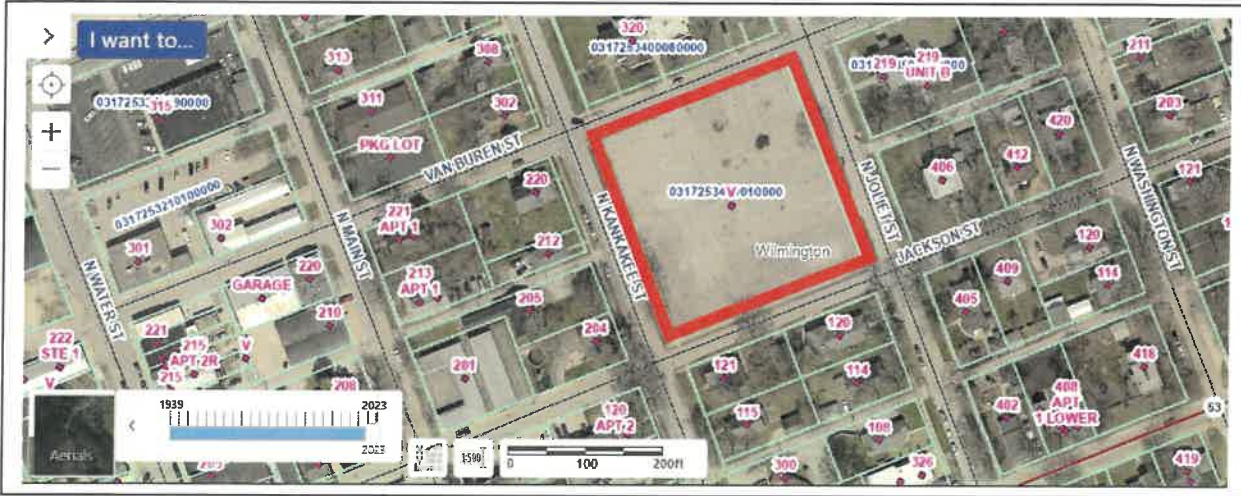 I want to...
313
308
320
0317253400080000
219
219
UNIT B
211
315
311
302
203
PKG LOT
VAN BUREN ST
420
406
412
031725321010000
220
121
N MAIN ST
221
APT 1
N KANKAKEE ST
N JOLIET ST
N WASHINGTON ST
302
301
212
Wilmington
JACKSON ST
120
N WATER ST
220
GARAGE
213
APT 1
409
114
205
405
210
221
222
STE 1
215
APT 2R
V
204
120
V
215
201
121
114
418
208
115
408
APT
1 LOWER
402
1939
2023
120
APT 2
108
53
Aerials
2023
0
100
200ft
300
326
419